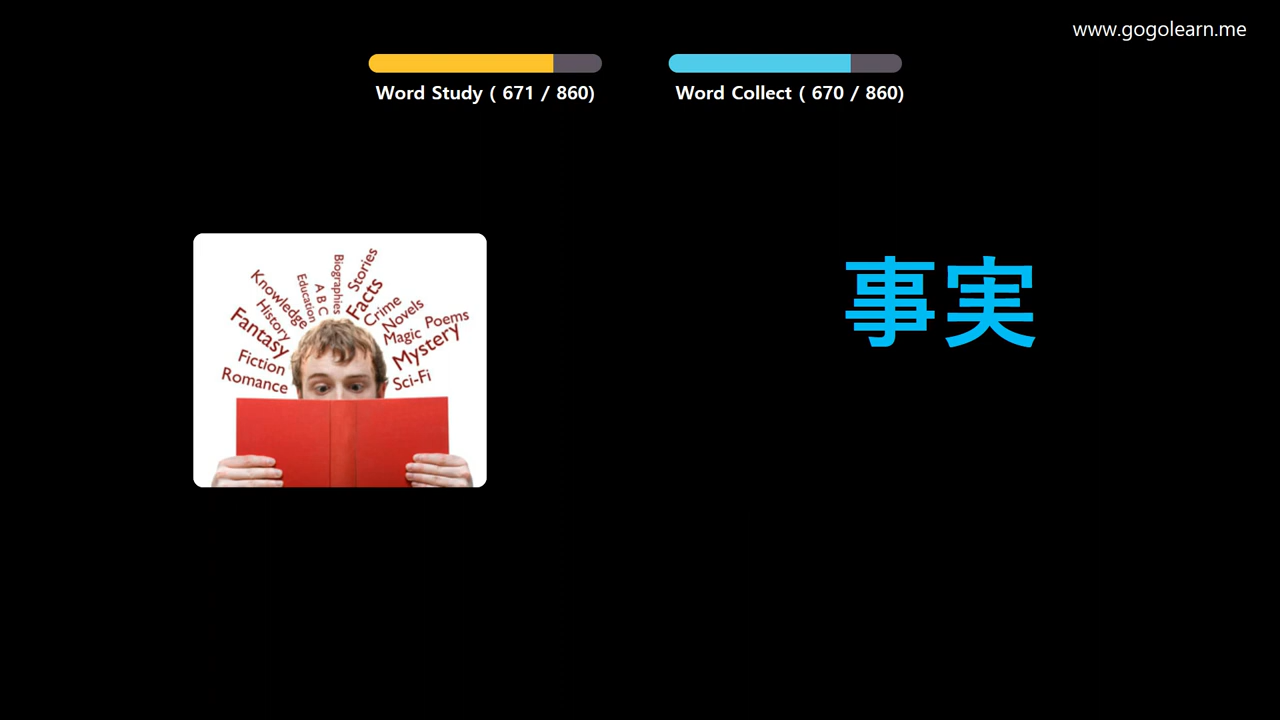 www.gogolearn.me
Word Study ( 671 / 860)
Word Collect ( 670 / 860)
事実
Knowledge
History
Fantasy
Fiction
Romance
Education
A B C
Biographies
Stories
Facts
Crime
Novels
Magic
Poems
Mystery
Sci-Fi